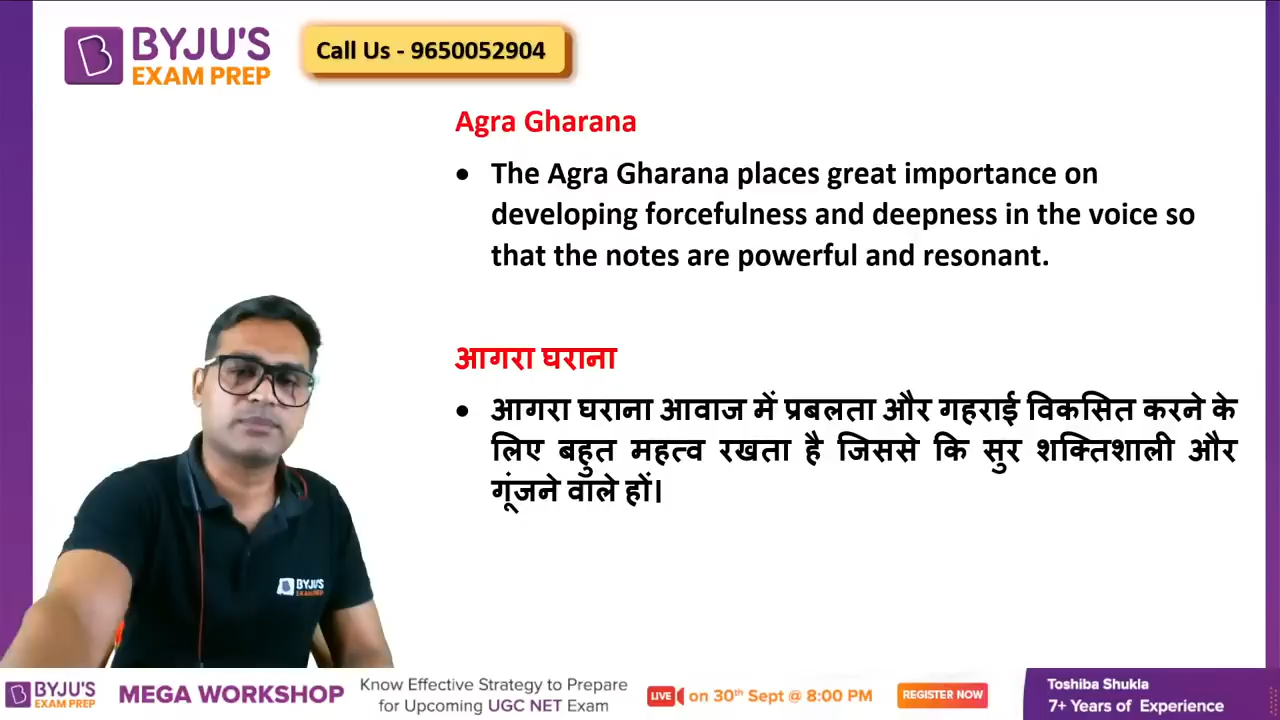 BYJU'S
EXAM PREP
Call Us - 9650052904
Agra Gharana
• The Agra Gharana places great importance on
developing forcefulness and deepness in the voice so
that the notes are powerful and resonant.
आगरा घराना
• आगरा घराना आवाज में प्रबलता और गहराई विकसित करने के
लिए बहुत महत्व रखता है जिससे कि सुर शक्तिशाली और
गूंजने वाले हों।
BYJU'S
EXAM PREP
BYJU'S
EXAM PREP
MEGA WORKSHOP
Know Effective Strategy to Prepare
for Upcoming UGC NET Exam
LIVE on 30th Sept @ 8:00 PM
REGISTER NOW
Toshiba Shukla
7+ Years of Experience